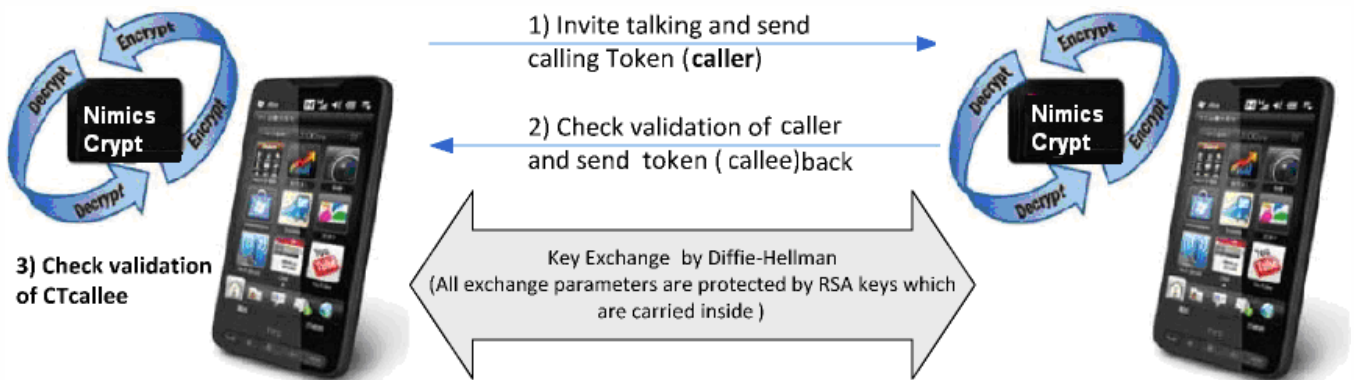 Encrypt
Decrypt
Encrypt
Decrypt
Nimics
Crypt
3) Check validation
of CTcallee
1) Invite talking and send
calling Token (caller)
2) Check validation of caller
and send token ( callee)back
Key Exchange by Diffie-Hellman
(All exchange parameters are protected by RSA keys which
are carried inside )
Encrypt
Decrypt
Encrypt
Decrypt
Nimics
Crypt